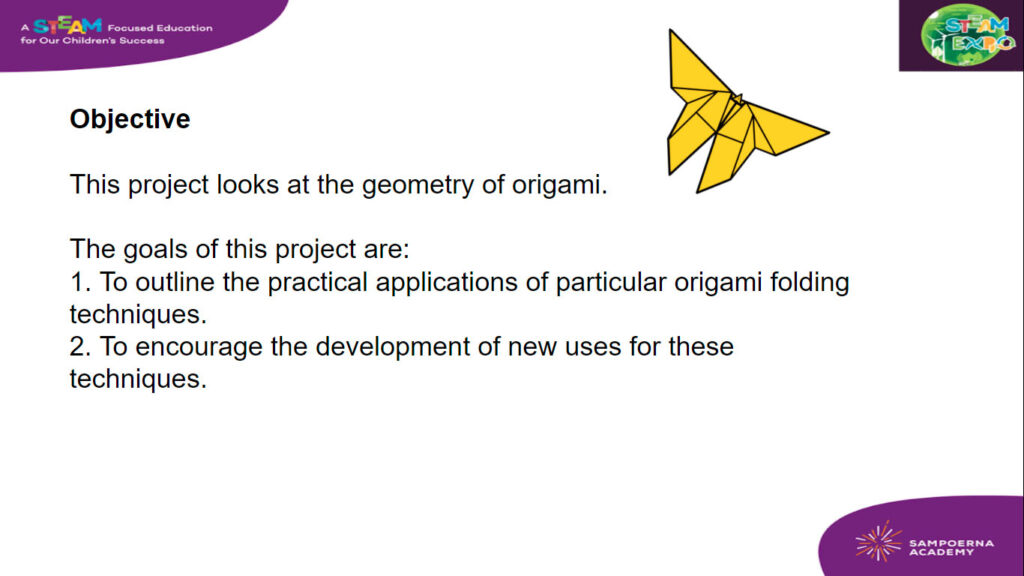 A STEAM Focused Education
for Our Children's Success
STEAM
EXPO
Objective
This project looks at the geometry of origami.
The goals of this project are:
1. To outline the practical applications of particular origami folding
techniques.
2. To encourage the development of new uses for these
techniques.
SAMPOERNA
ACADEMY